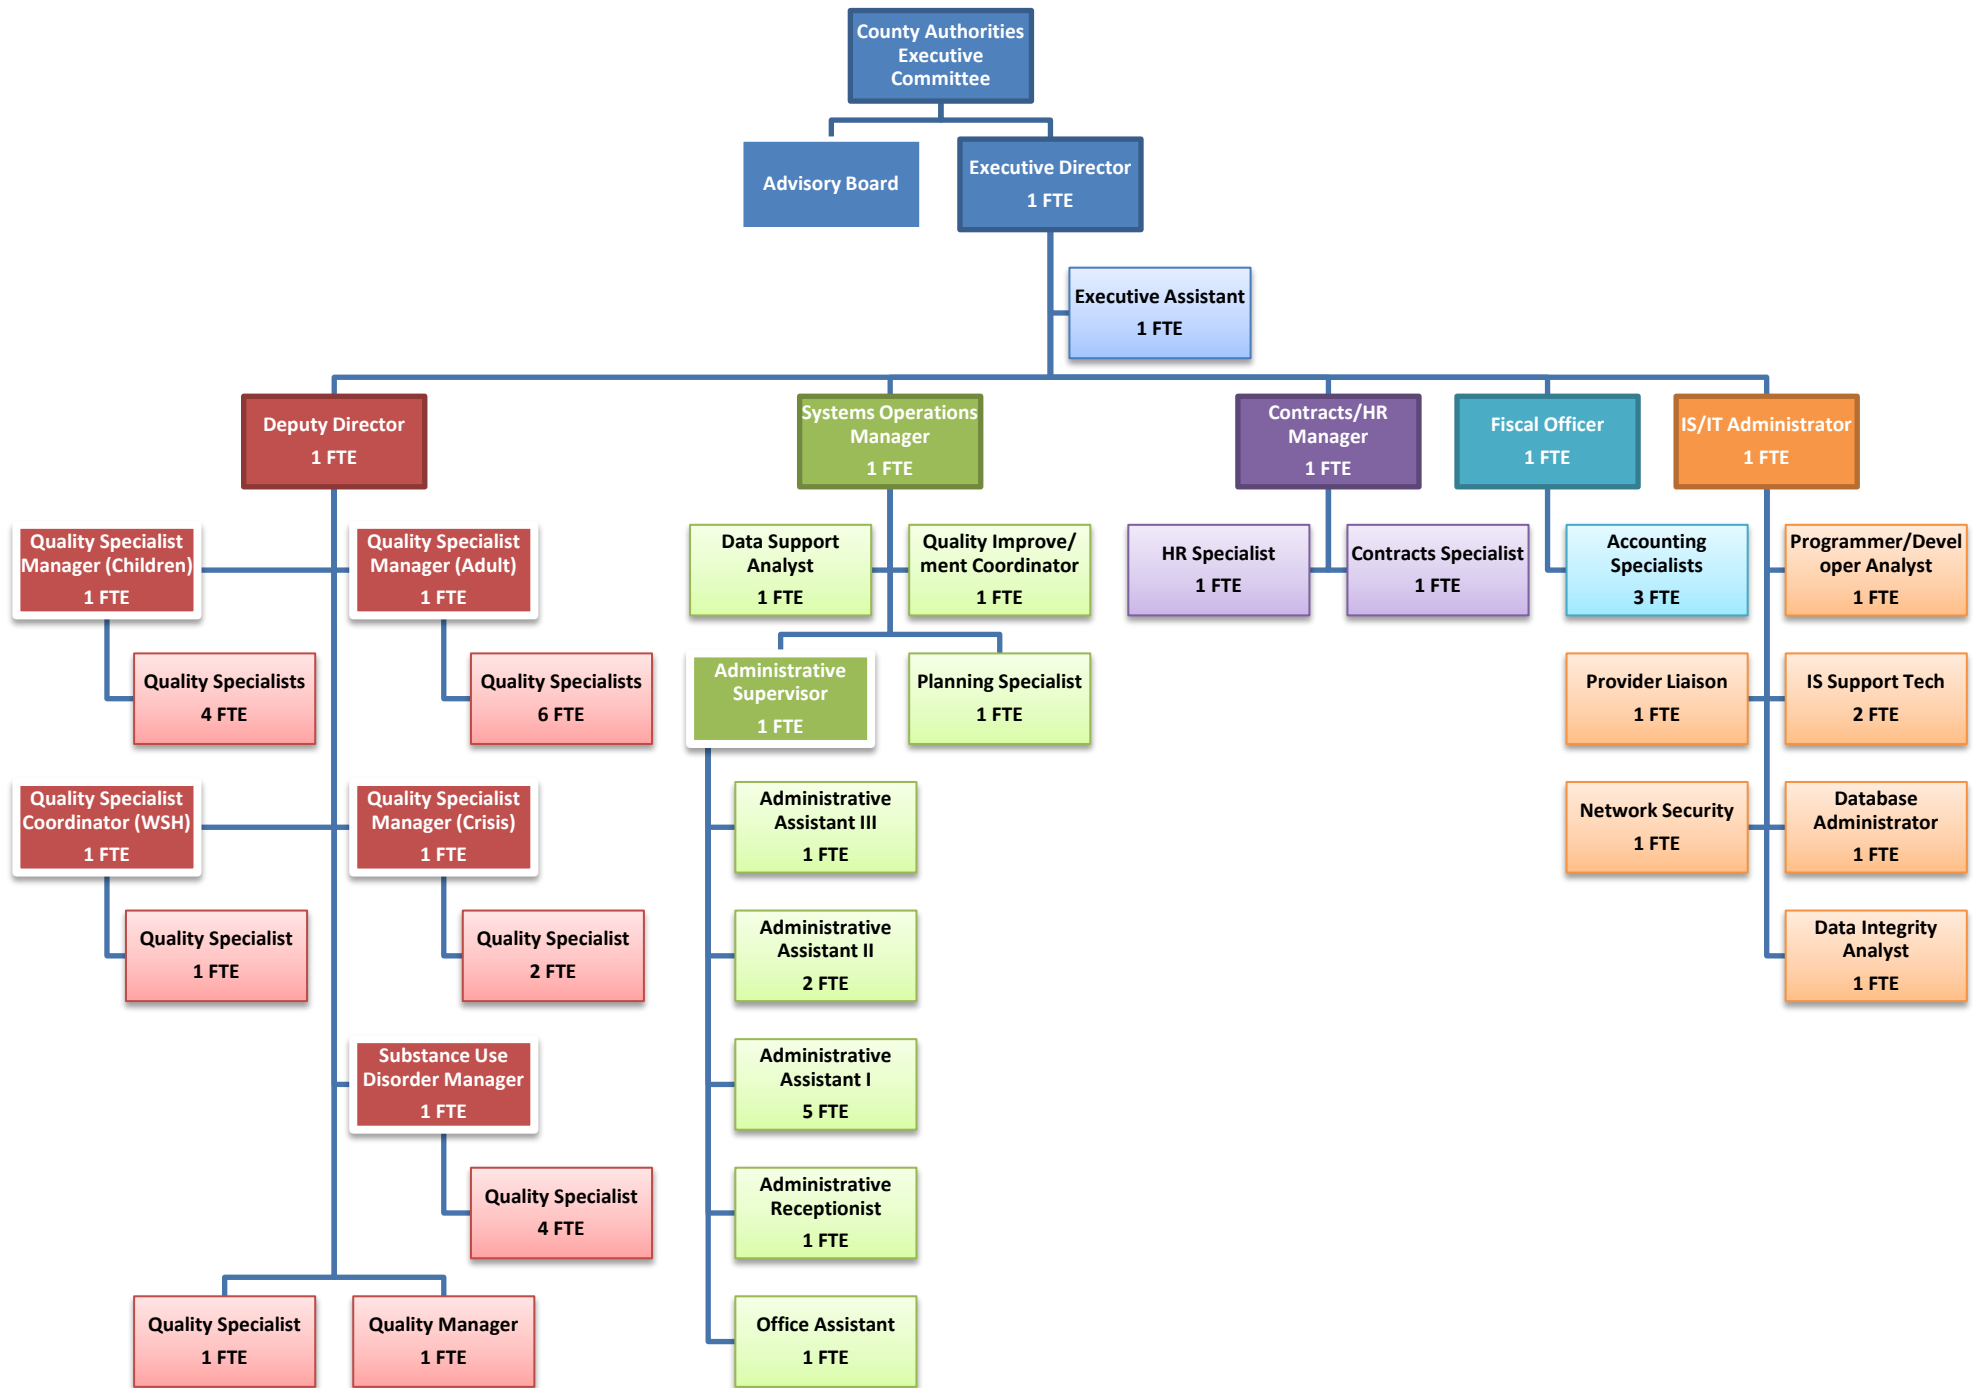 County Authorities
Executive
Committee
Advisory Board
Executive Director
1 FTE
Executive Assistant
1 FTE
Deputy Director
1 FTE
Systems Operations
Manager
1 FTE
Contracts/HR
Manager
1 FTE
Fiscal Officer
1 FTE
IS/IT Administrator
1 FTE
Quality Specialist
Manager (Children)
1 FTE
Quality Specialist
Manager (Adult)
1 FTE
Data Support
Analyst
1 FTE
Quality Improve/
ment Coordinator
1 FTE
HR Specialist
1 FTE
Contracts Specialist
1 FTE
Accounting
Specialists
3 FTE
Programmer/Devel
oper Analyst
1 FTE
Quality Specialists
4 FTE
Quality Specialists
6 FTE
Administrative
Supervisor
1 FTE
Planning Specialist
1 FTE
Provider Liaison
1 FTE
IS Support Tech
2 FTE
Quality Specialist
Coordinator (WSH)
1 FTE
Quality Specialist
Manager (Crisis)
1 FTE
Administrative
Assistant III
1 FTE
Network Security
1 FTE
Database
Administrator
1 FTE
Quality Specialist
1 FTE
Quality Specialist
2 FTE
Administrative
Assistant II
2 FTE
Data Integrity
Analyst
1 FTE
Substance Use
Disorder Manager
1 FTE
Administrative
Assistant I
5 FTE
Quality Specialist
4 FTE
Administrative
Receptionist
1 FTE
Quality Specialist
1 FTE
Quality Manager
1 FTE
Office Assistant
1 FTE